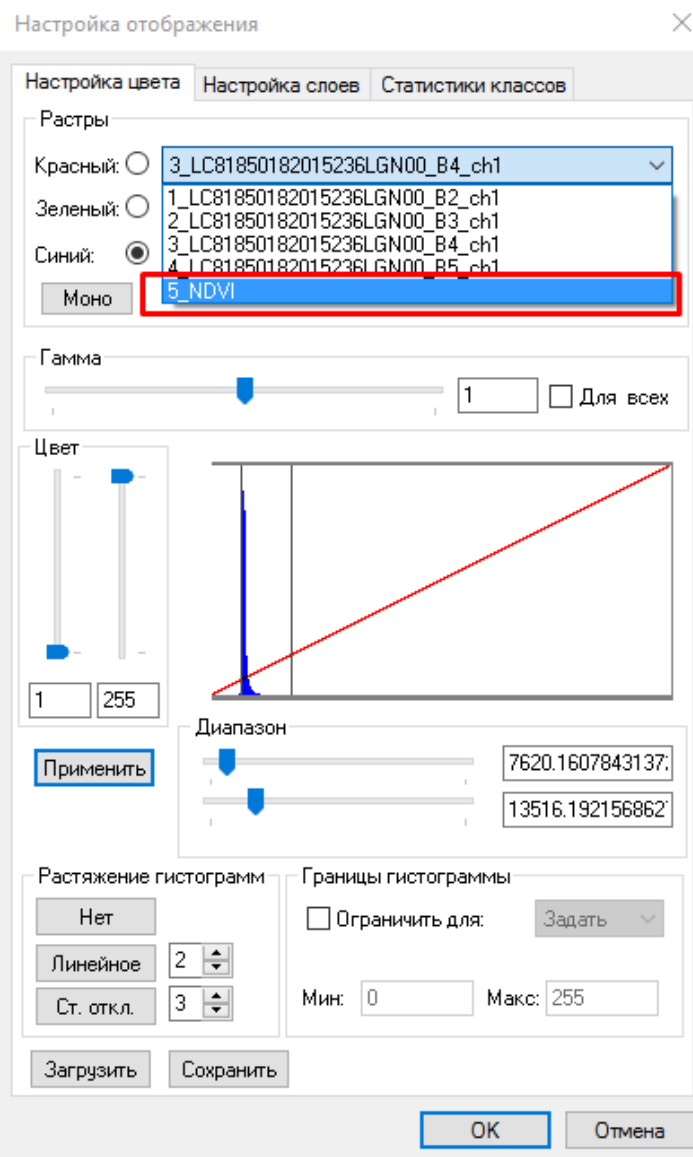 Настройка отображения
Настройка цвета Настройка слоев Статистики классов
Растры
Красный: 3_LC81850182015236LGN00_B4_ch1
1_LC81850182015236LGN00_B2_ch1
Зеленый: 2_LC81850182015236LGN00_B3_ch1
3_LC81850182015236LGN00_B4_ch1
Синий: 4_LC81850182015236LGN00_B5_ch1
Моно 5_NDVI
Гамма
1 Для всех
Цвет
1 255
Диапазон
Применить 7620.1607843137
13516.192156862
Растяжение гистограмм Границы гистограммы
Нет Ограничить для: Задать
Линейное 2
Ст. откл. 3 Мин: 0 Макс: 255
Загрузить Сохранить
OK Отмена